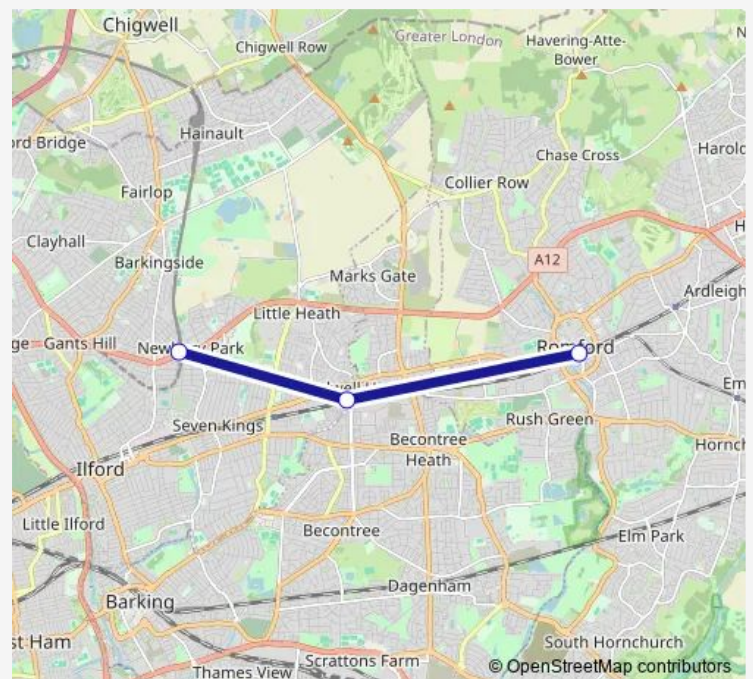 Chigwell
Chigwell Row
Greater London
Havering-Atte-
Bower
N
Hainault
ord Bridge
Chase Cross
Harold
Collier Row
Fairlop
Clayhall
H
Barkingside
A12
Marks Gate
Ardleigh
Little Heath
ge
Gants Hill
Park
Romford
Em
Seven Kings
Rush Green
Becontree
Heath
Hornch
Ilford
Little Ilford
Becontree
Elm Park
Dagenham
Barking
st Ham
South Hornchurch
Scrattons Farm
Thames View
© OpenStreetMap contributors